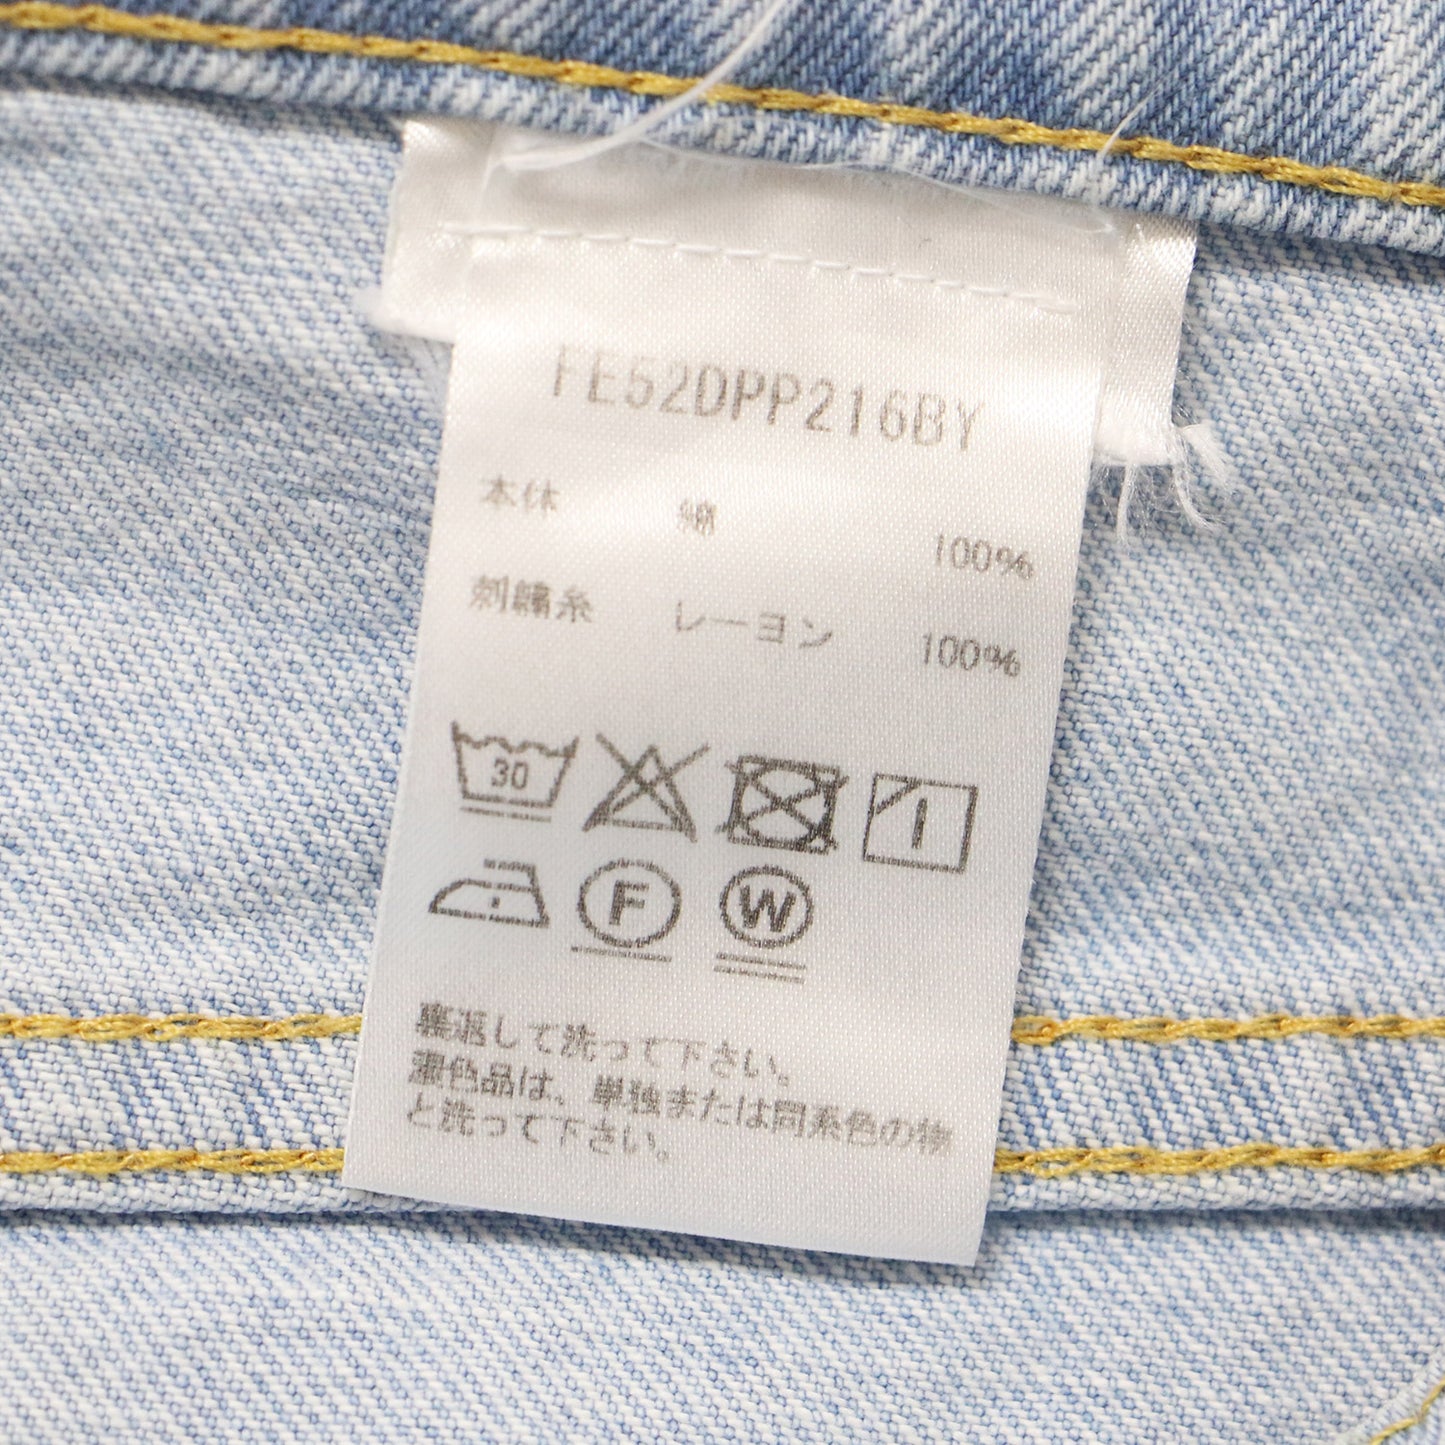 FE52DPP216BY
本体 綿 100%
刺繍糸 レーヨン 100%
30
F W
裏返して洗って下さい。
濃色品は、単独または同系色の物
と洗って下さい。